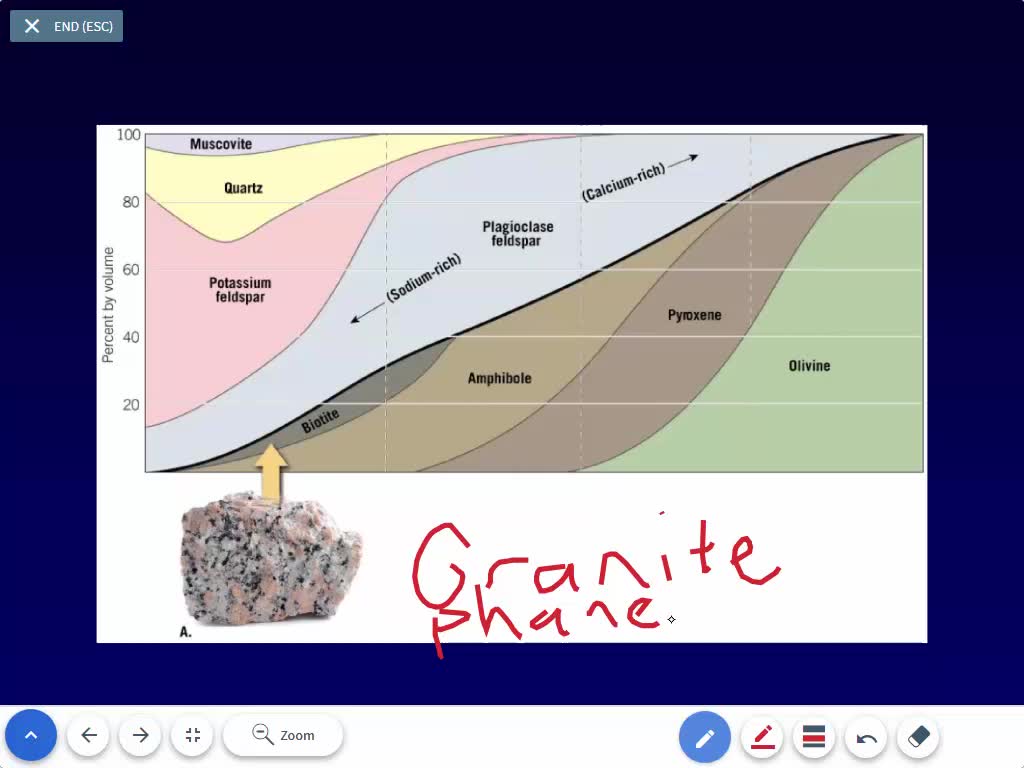 END (ESC)
100
80
60
40
20
Percent by volume
Muscovite
Quartz
Potassium
feldspar
(Sodium-rich)
Plagioclase
feldspar
(Calcium-rich)
Biotite
Amphibole
Pyroxene
Olivine
A.
Granite
phane
Zoom